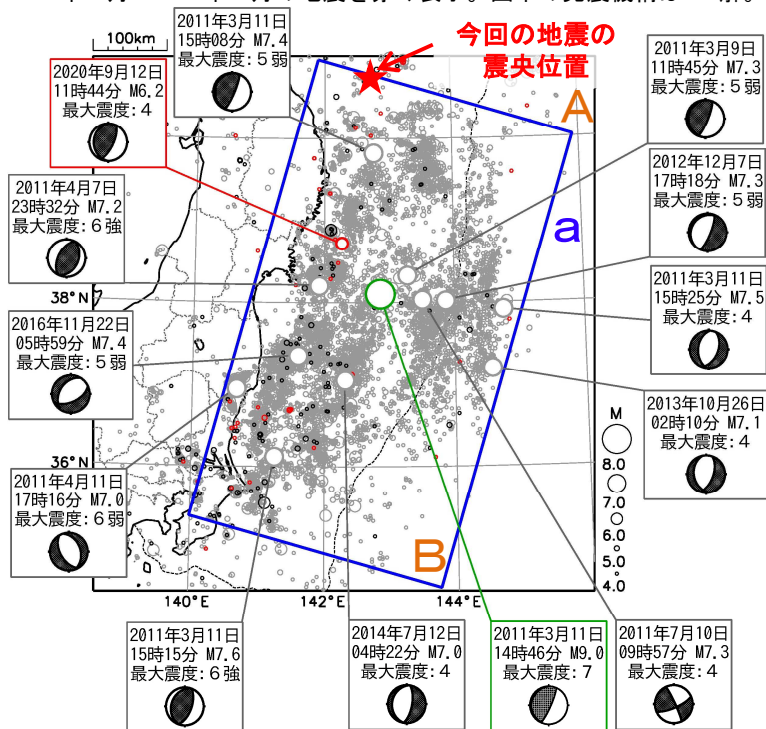 100km
今回の地震の
震央位置
2011年3月11日
15時08分 M7.4
最大震度:5弱
2020年9月12日
11時44分 M6.2
最大震度:4
2011年4月7日
23時32分 M7.2
最大震度:6強
2016年11月22日
05時59分 M7.4
最大震度:5弱
2011年4月11日
17時16分 M7.0
最大震度:6弱
2011年3月9日
11時45分 M7.3
最大震度:5弱
2012年12月7日
17時18分 M7.3
最大震度:5弱
2011年3月11日
15時25分 M7.5
最大震度:4
2013年10月26日
02時10分 M7.1
最大震度:4
A
a
B
38°N
36°N
140°E
142°E
144°E
M
8.0
7.0
6.0
5.0
4.0
2011年3月11日
15時15分 M7.6
最大震度:6強
2014年7月12日
04時22分 M7.0
最大震度:4
2011年3月11日
14時46分 M9.0
最大震度:7
2011年7月10日
09時57分 M7.3
最大震度:4